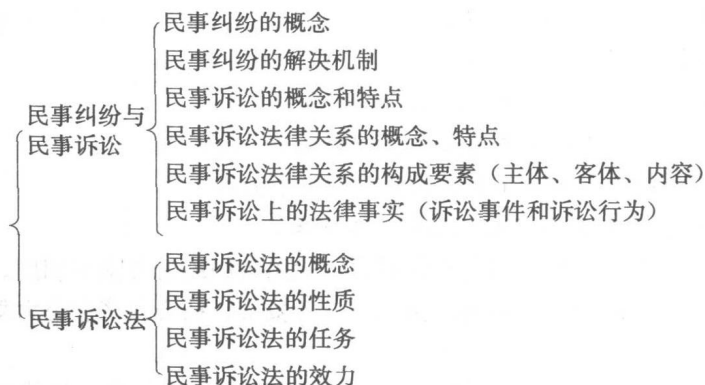 民事纠纷的概念
民事纠纷的解决机制
民事诉讼的概念和特点
民事纠纷与
民事诉讼
民事诉讼法律关系的概念、特点
民事诉讼法律关系的构成要素（主体、客体、内容）
民事诉讼上的法律事实（诉讼事件和诉讼行为）
民事诉讼法的概念
民事诉讼法的性质
民事诉讼法
民事诉讼法的任务
民事诉讼法的效力